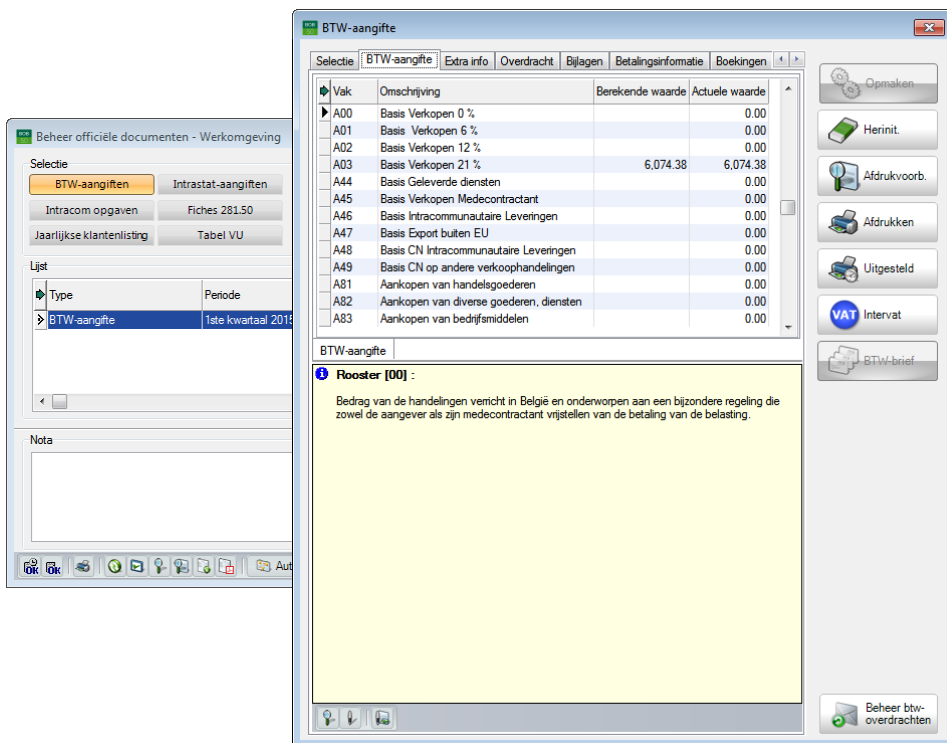 Beheer officiële documenten - Werkomgeving
Selectie
BTW-aangiften Intrastat-aangiften
Intracom opgaven Fiches 281.50
Jaarlijkse klantenlisting Tabel VU
Lijst
Type Periode
BTW-aangifte 1ste kwartaal 2015
Nota
OK OK Aut
BTW-aangifte
Selectie BTW-aangifte Extra info Overdracht Bijlagen Betalingsinformatie Boekingen
Vak Omschrijving Berekende waarde Actuele waarde
A00 Basis Verkopen 0 % 0.00
A01 Basis Verkopen 6 % 0.00
A02 Basis Verkopen 12 % 0.00
A03 Basis Verkopen 21 % 6,074.38 6,074.38
A44 Basis Geleverde diensten 0.00
A45 Basis Verkopen Medecontractant 0.00
A46 Basis Intracommunautaire Leveringen 0.00
A47 Basis Export buiten EU 0.00
A48 Basis CN Intracommunautaire Leveringen 0.00
A49 Basis CN op andere verkoophandelingen 0.00
A81 Aankopen van handelsgoederen 0.00
A82 Aankopen van diverse goederen, diensten 0.00
A83 Aankopen van bedrijfsmiddelen 0.00
BTW-aangifte
Rooster [00] :
Bedrag van de handelingen verricht in België en onderworpen aan een bijzondere regeling die
zowel de aangever als zijn medecontractant vrijstellen van de betaling van de belasting.
Opmaken
Herinit.
Afdrukvoorb.
Afdrukken
Uitgesteld
VAT Intervat
BTW-brief
Beheer btw-
overdrachten